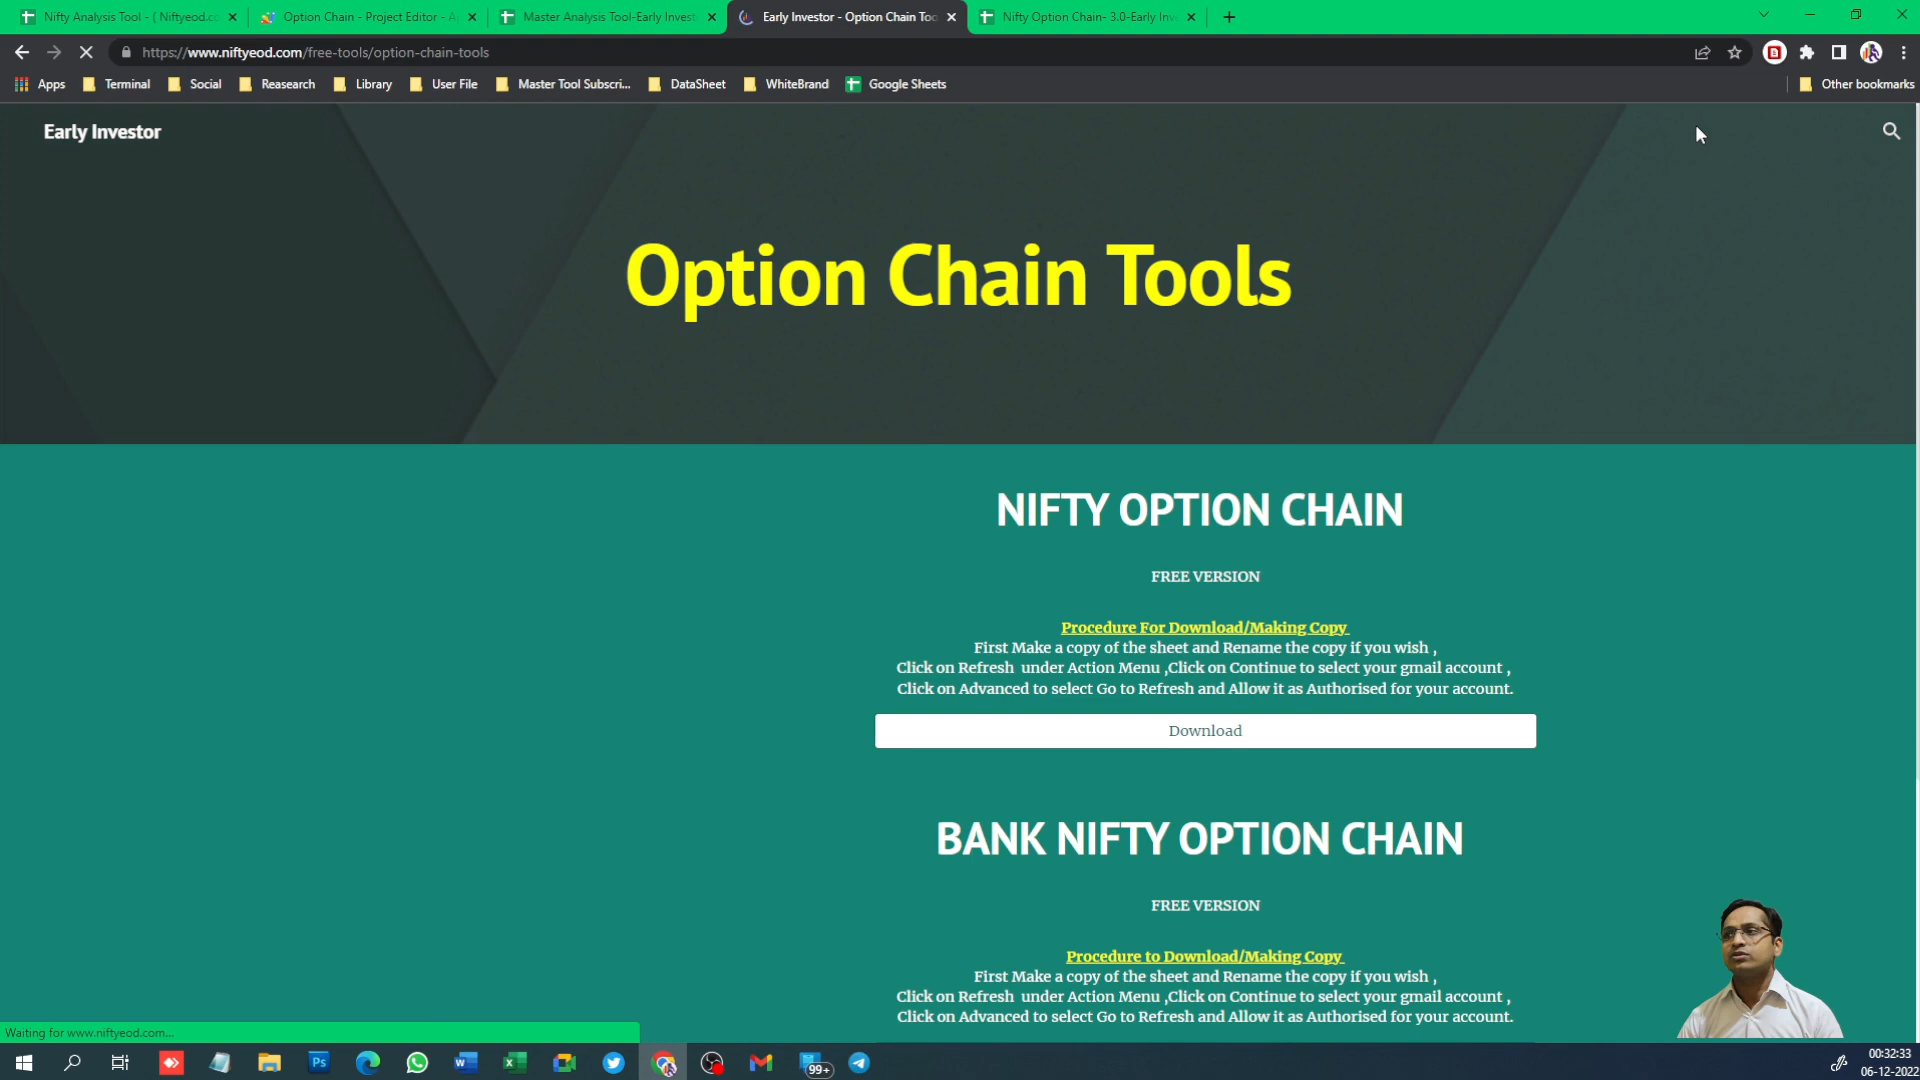 Nifty Analysis Tool - ( Niftyeod.co
Option Chain - Project Editor - A
Master Analysis Tool-Early Invest
Early Investor - Option Chain Too
Nifty Option Chain- 3.0-Early Inv
https://www.niftyeod.com/free-tools/option-chain-tools
Apps
Terminal
Social
Reasearch
Library
User File
Master Tool Subscri...
DataSheet
WhiteBrand
Google Sheets
Other bookmarks
Early Investor
Option Chain Tools
NIFTY OPTION CHAIN
FREE VERSION
Procedure For Download/Making Copy
First Make a copy of the sheet and Rename the copy if you wish ,
Click on Refresh under Action Menu ,Click on Continue to select your gmail account ,
Click on Advanced to select Go to Refresh and Allow it as Authorised for your account.
Download
BANK NIFTY OPTION CHAIN
FREE VERSION
Procedure to Download/Making Copy
First Make a copy of the sheet and Rename the copy if you wish ,
Click on Refresh under Action Menu ,Click on Continue to select your gmail account ,
Click on Advanced to select Go to Refresh and Allow it as Authorised for your account.
Waiting for www.niftyeod.com...
Ps
99+
00:32:33
06-12-2022